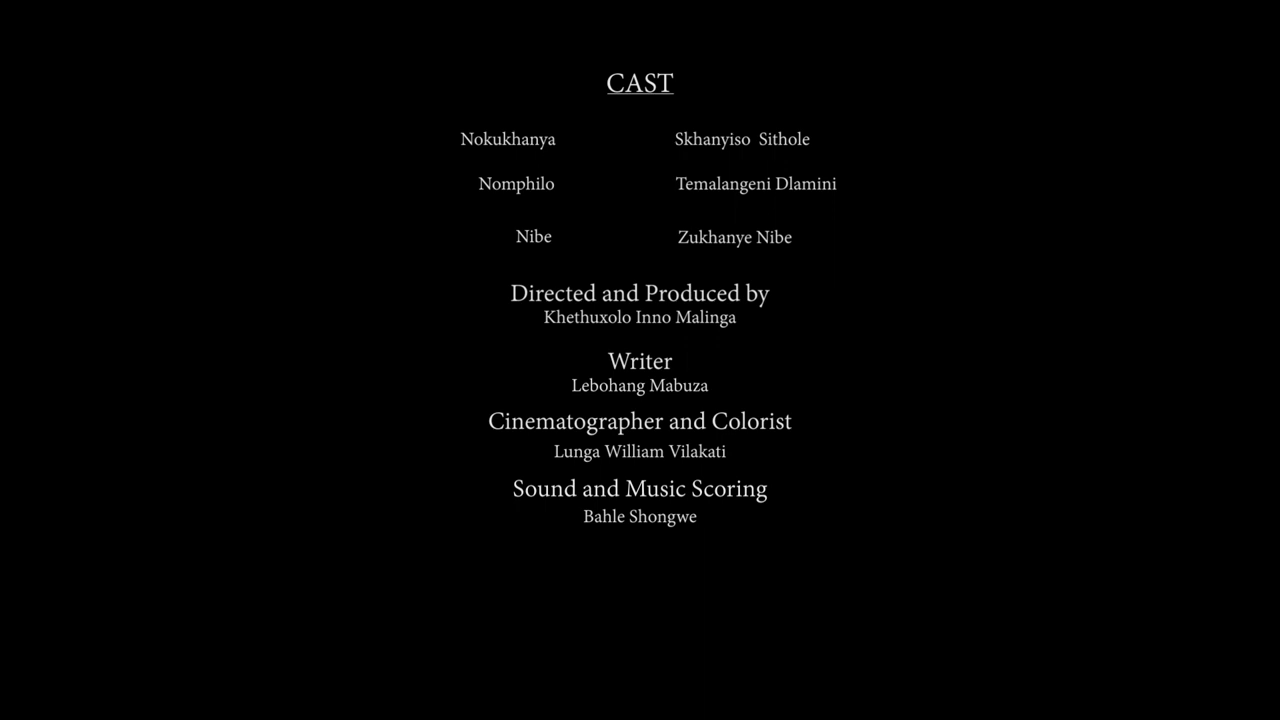 CAST
Nokukhanya Skhanyiso Sithole
Nomphilo Temalangeni Dlamini
Nibe Zukhanye Nibe
Directed and Produced by
Khethuxolo Inno Malinga
Writer
Lebohang Mabuza
Cinematographer and Colorist
Lunga William Vilakati
Sound and Music Scoring
Bahle Shongwe